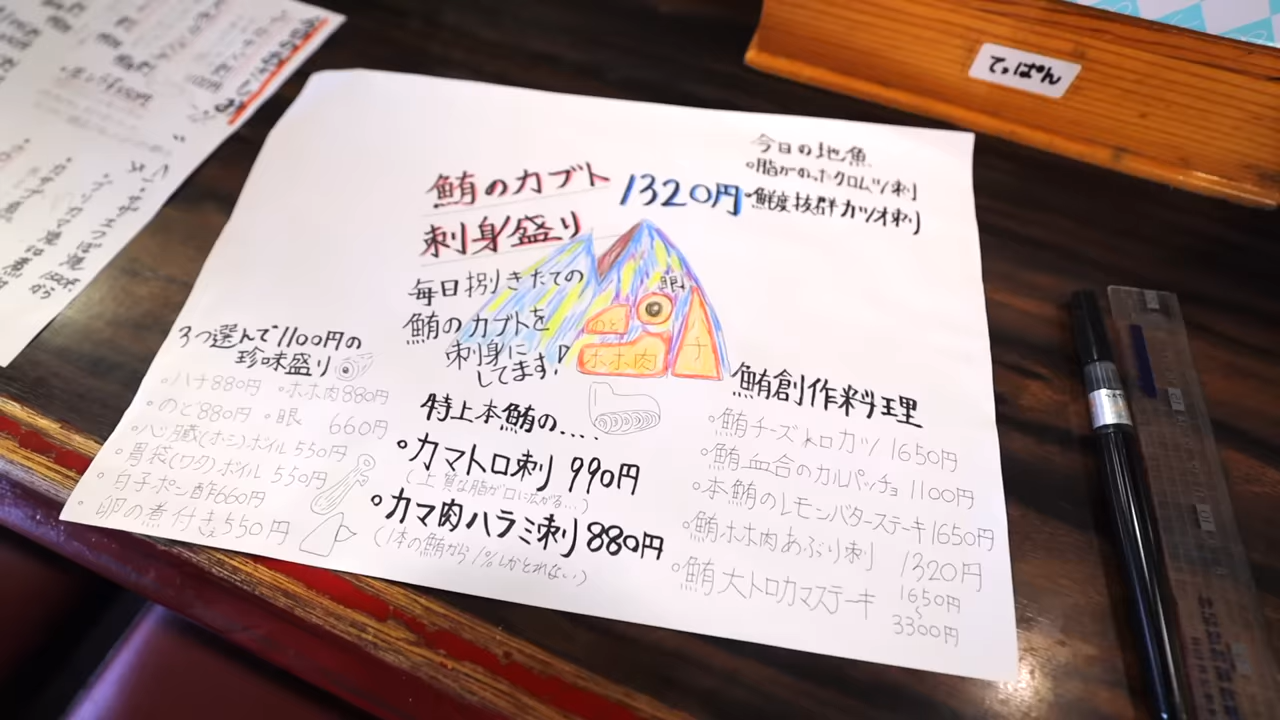 てっぱん
今日の地魚
・脂がのったクロムツ刺
・鮮度抜群カツオ刺
鮪のカブト
刺身盛り
1320円
毎日捌きたての
鮪のカブトを
刺身に
してます!
眼
のど
ホホ肉
ハチ
3つ選んで1100円の
珍味盛り
・ハチ880円 ・ホホ肉880円
・のど880円 ・眼 660円
・心臓(ホシ)ボイル 550円
・胃袋(ワタ)ボイル 550円
・白子ポン酢660円
・卵の煮付け 550円
特上本鮪の....
・カマトロ刺 990円
(上質な脂が口に広がる...)
・カマ肉ハラミ刺 880円
(1本の鮪から1%しかとれない)
鮪創作料理
・鮪チーズトロカツ 1650円
・鮪血合のカルパッチョ 1100円
・本鮪のレモンバターステーキ1650円
・鮪ホホ肉あぶり刺 1320円
・鮪大トロカマステーキ 1650円
~
3300円